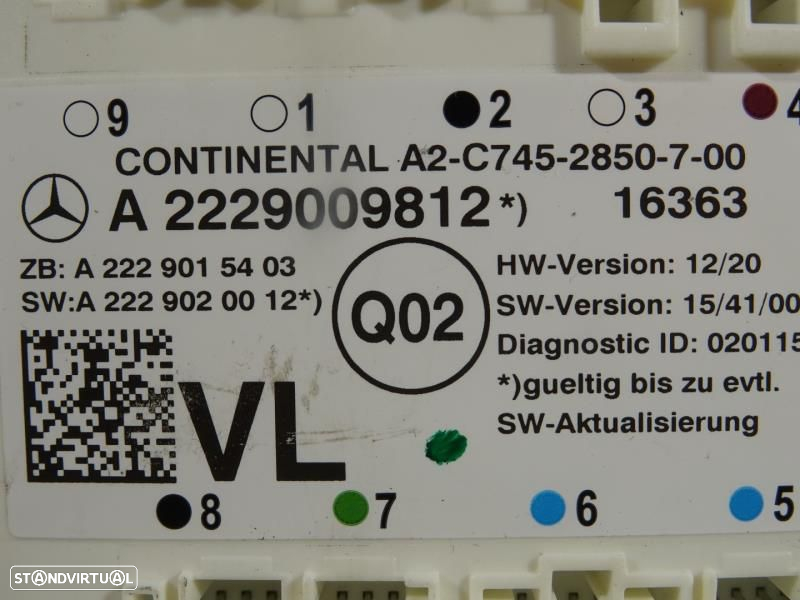 9 1 2 3 4
CONTINENTAL A2-C745-2850-7-00
A 2229009812*) 16363
ZB: A 222 901 54 03
SW:A 222 902 00 12*)
Q02
HW-Version: 12/20
SW-Version: 15/41/00
Diagnostic ID: 020115
*)gueltig bis zu evtl.
SW-Aktualisierung
VL
8 7 6 5
STANDVIRTUAL